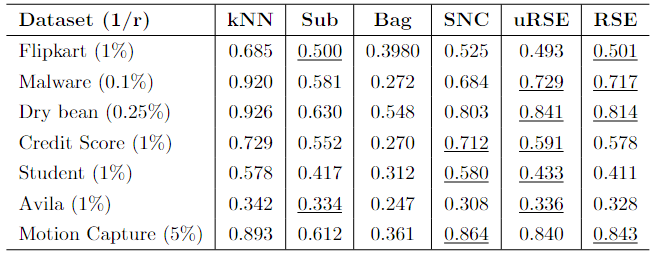 Dataset (1/r) kNN Sub Bag SNC uRSE RSE
Flipkart (1%) 0.685 0.500 0.3980 0.525 0.493 0.501
Malware (0.1%) 0.920 0.581 0.272 0.684 0.729 0.717
Dry bean (0.25%) 0.926 0.630 0.548 0.803 0.841 0.814
Credit Score (1%) 0.729 0.552 0.270 0.712 0.591 0.578
Student (1%) 0.578 0.417 0.312 0.580 0.433 0.411
Avila (1%) 0.342 0.334 0.247 0.308 0.336 0.328
Motion Capture (5%) 0.893 0.612 0.361 0.864 0.840 0.843